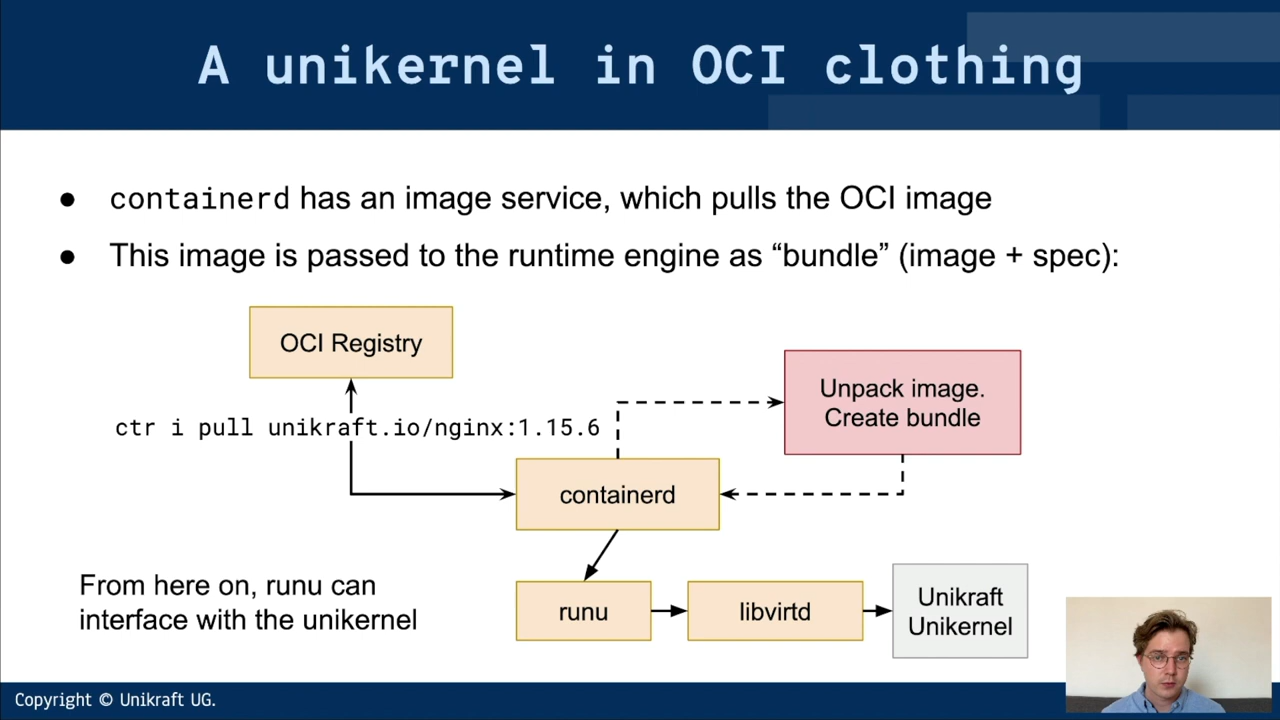 A unikernel in OCI clothing
● containerd has an image service, which pulls the OCI image
● This image is passed to the runtime engine as “bundle” (image + spec):
OCI Registry
Unpack image.
Create bundle
ctr i pull unikraft.io/nginx:1.15.6
containerd
From here on, runu can
interface with the unikernel
runu
libvirtd
Unikraft
Unikernel
Copyright © Unikraft UG.